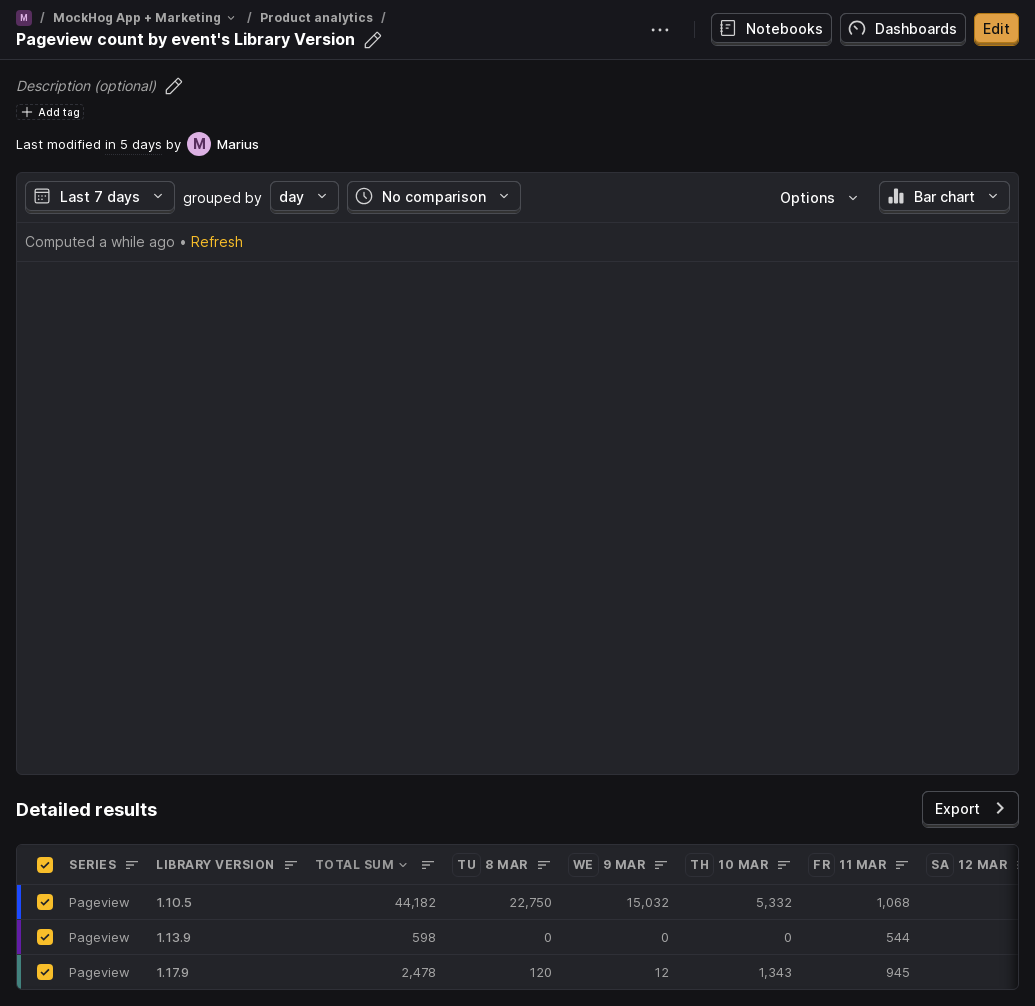 M / MockHog App + Marketing / Product analytics /
Pageview count by event's Library Version
Notebooks Dashboards Edit
Description (optional)
Add tag
Last modified in 5 days by M Marius
Last 7 days grouped by day No comparison Options Bar chart
Computed a while ago • Refresh
Detailed results Export
SERIES LIBRARY VERSION TOTAL SUM TU 8 MAR WE 9 MAR TH 10 MAR FR 11 MAR SA 12 MAR
Pageview 1.10.5 44,182 22,750 15,032 5,332 1,068
Pageview 1.13.9 598 0 0 0 544
Pageview 1.17.9 2,478 120 12 1,343 945